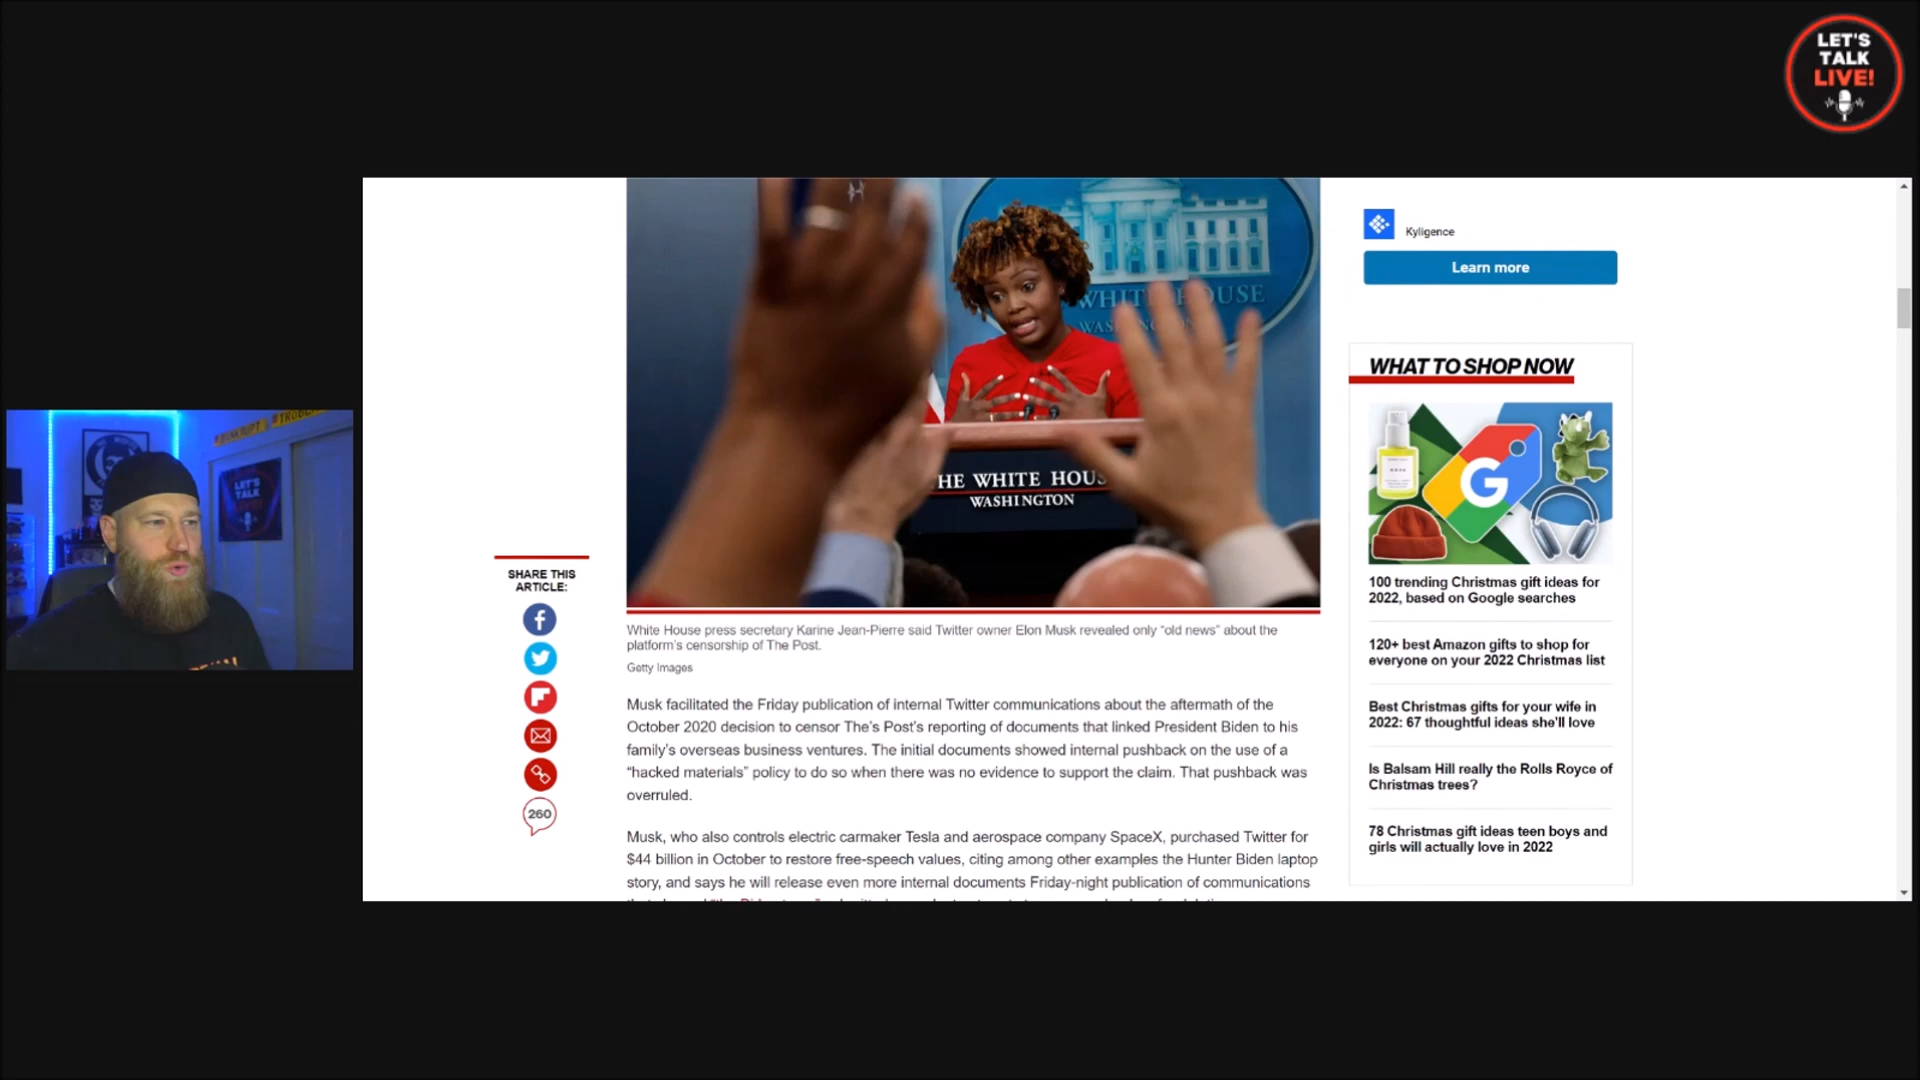 LET'S
TALK
LIVE!
WHITE HOUSE
THE WHITE HOUS
WASHINGTON
LET'S
TALK
SHARE THIS
ARTICLE:
260
White House press secretary Karine Jean-Pierre said Twitter owner Elon Musk revealed only “old news” about the
platform's censorship of The Post.
Getty Images
Musk facilitated the Friday publication of internal Twitter communications about the aftermath of the
October 2020 decision to censor The's Post's reporting of documents that linked President Biden to his
family's overseas business ventures. The initial documents showed internal pushback on the use of a
“hacked materials” policy to do so when there was no evidence to support the claim. That pushback was
overruled.
Musk, who also controls electric carmaker Tesla and aerospace company SpaceX, purchased Twitter for
$44 billion in October to restore free-speech values, citing among other examples the Hunter Biden laptop
story, and says he will release even more internal documents Friday-night publication of communications
Kyligence
Learn more
WHAT TO SHOP NOW
G
100 trending Christmas gift ideas for
2022, based on Google searches
120+ best Amazon gifts to shop for
everyone on your 2022 Christmas list
Best Christmas gifts for your wife in
2022: 67 thoughtful ideas she'll love
Is Balsam Hill really the Rolls Royce of
Christmas trees?
78 Christmas gift ideas teen boys and
girls will actually love in 2022